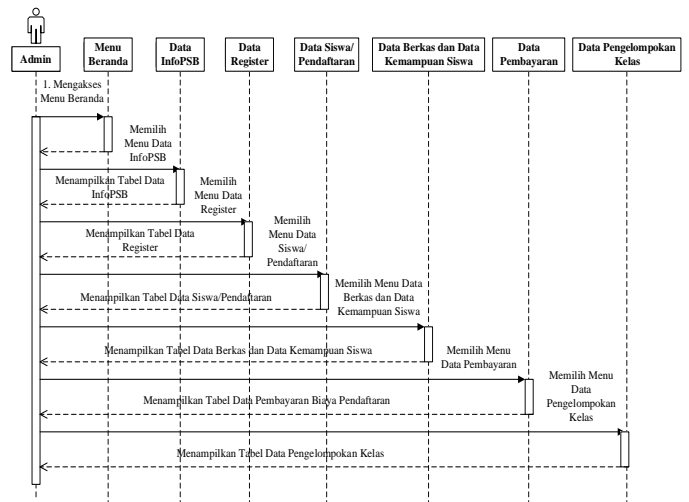 Admin
Menu
Beranda
Data
InfoPSB
Data
Register
Data Siswa/
Pendaftaran
Data Berkas dan Data
Kemampuan Siswa
Data
Pembayaran
Data Pengelompokan
Kelas
1. Mengakses
Menu Beranda
Memilih
Menu Data
InfoPSB
Menampilkan Tabel Data
InfoPSB
Memilih
Menu Data
Register
Menampilkan Tabel Data
Register
Memilih
Menu Data
Siswa/
Pendaftaran
Menampilkan Tabel Data Siswa/Pendaftaran
Memilih Menu Data
Berkas dan Data
Kemampuan Siswa
Menampilkan Tabel Data Berkas dan Data Kemampuan Siswa
Memilih Menu
Data Pembayaran
Menampilkan Tabel Data Pembayaran Biaya Pendaftaran
Memilih Menu
Data
Pengelompokan
Kelas
Menampilkan Tabel Data Pengelompokan Kelas